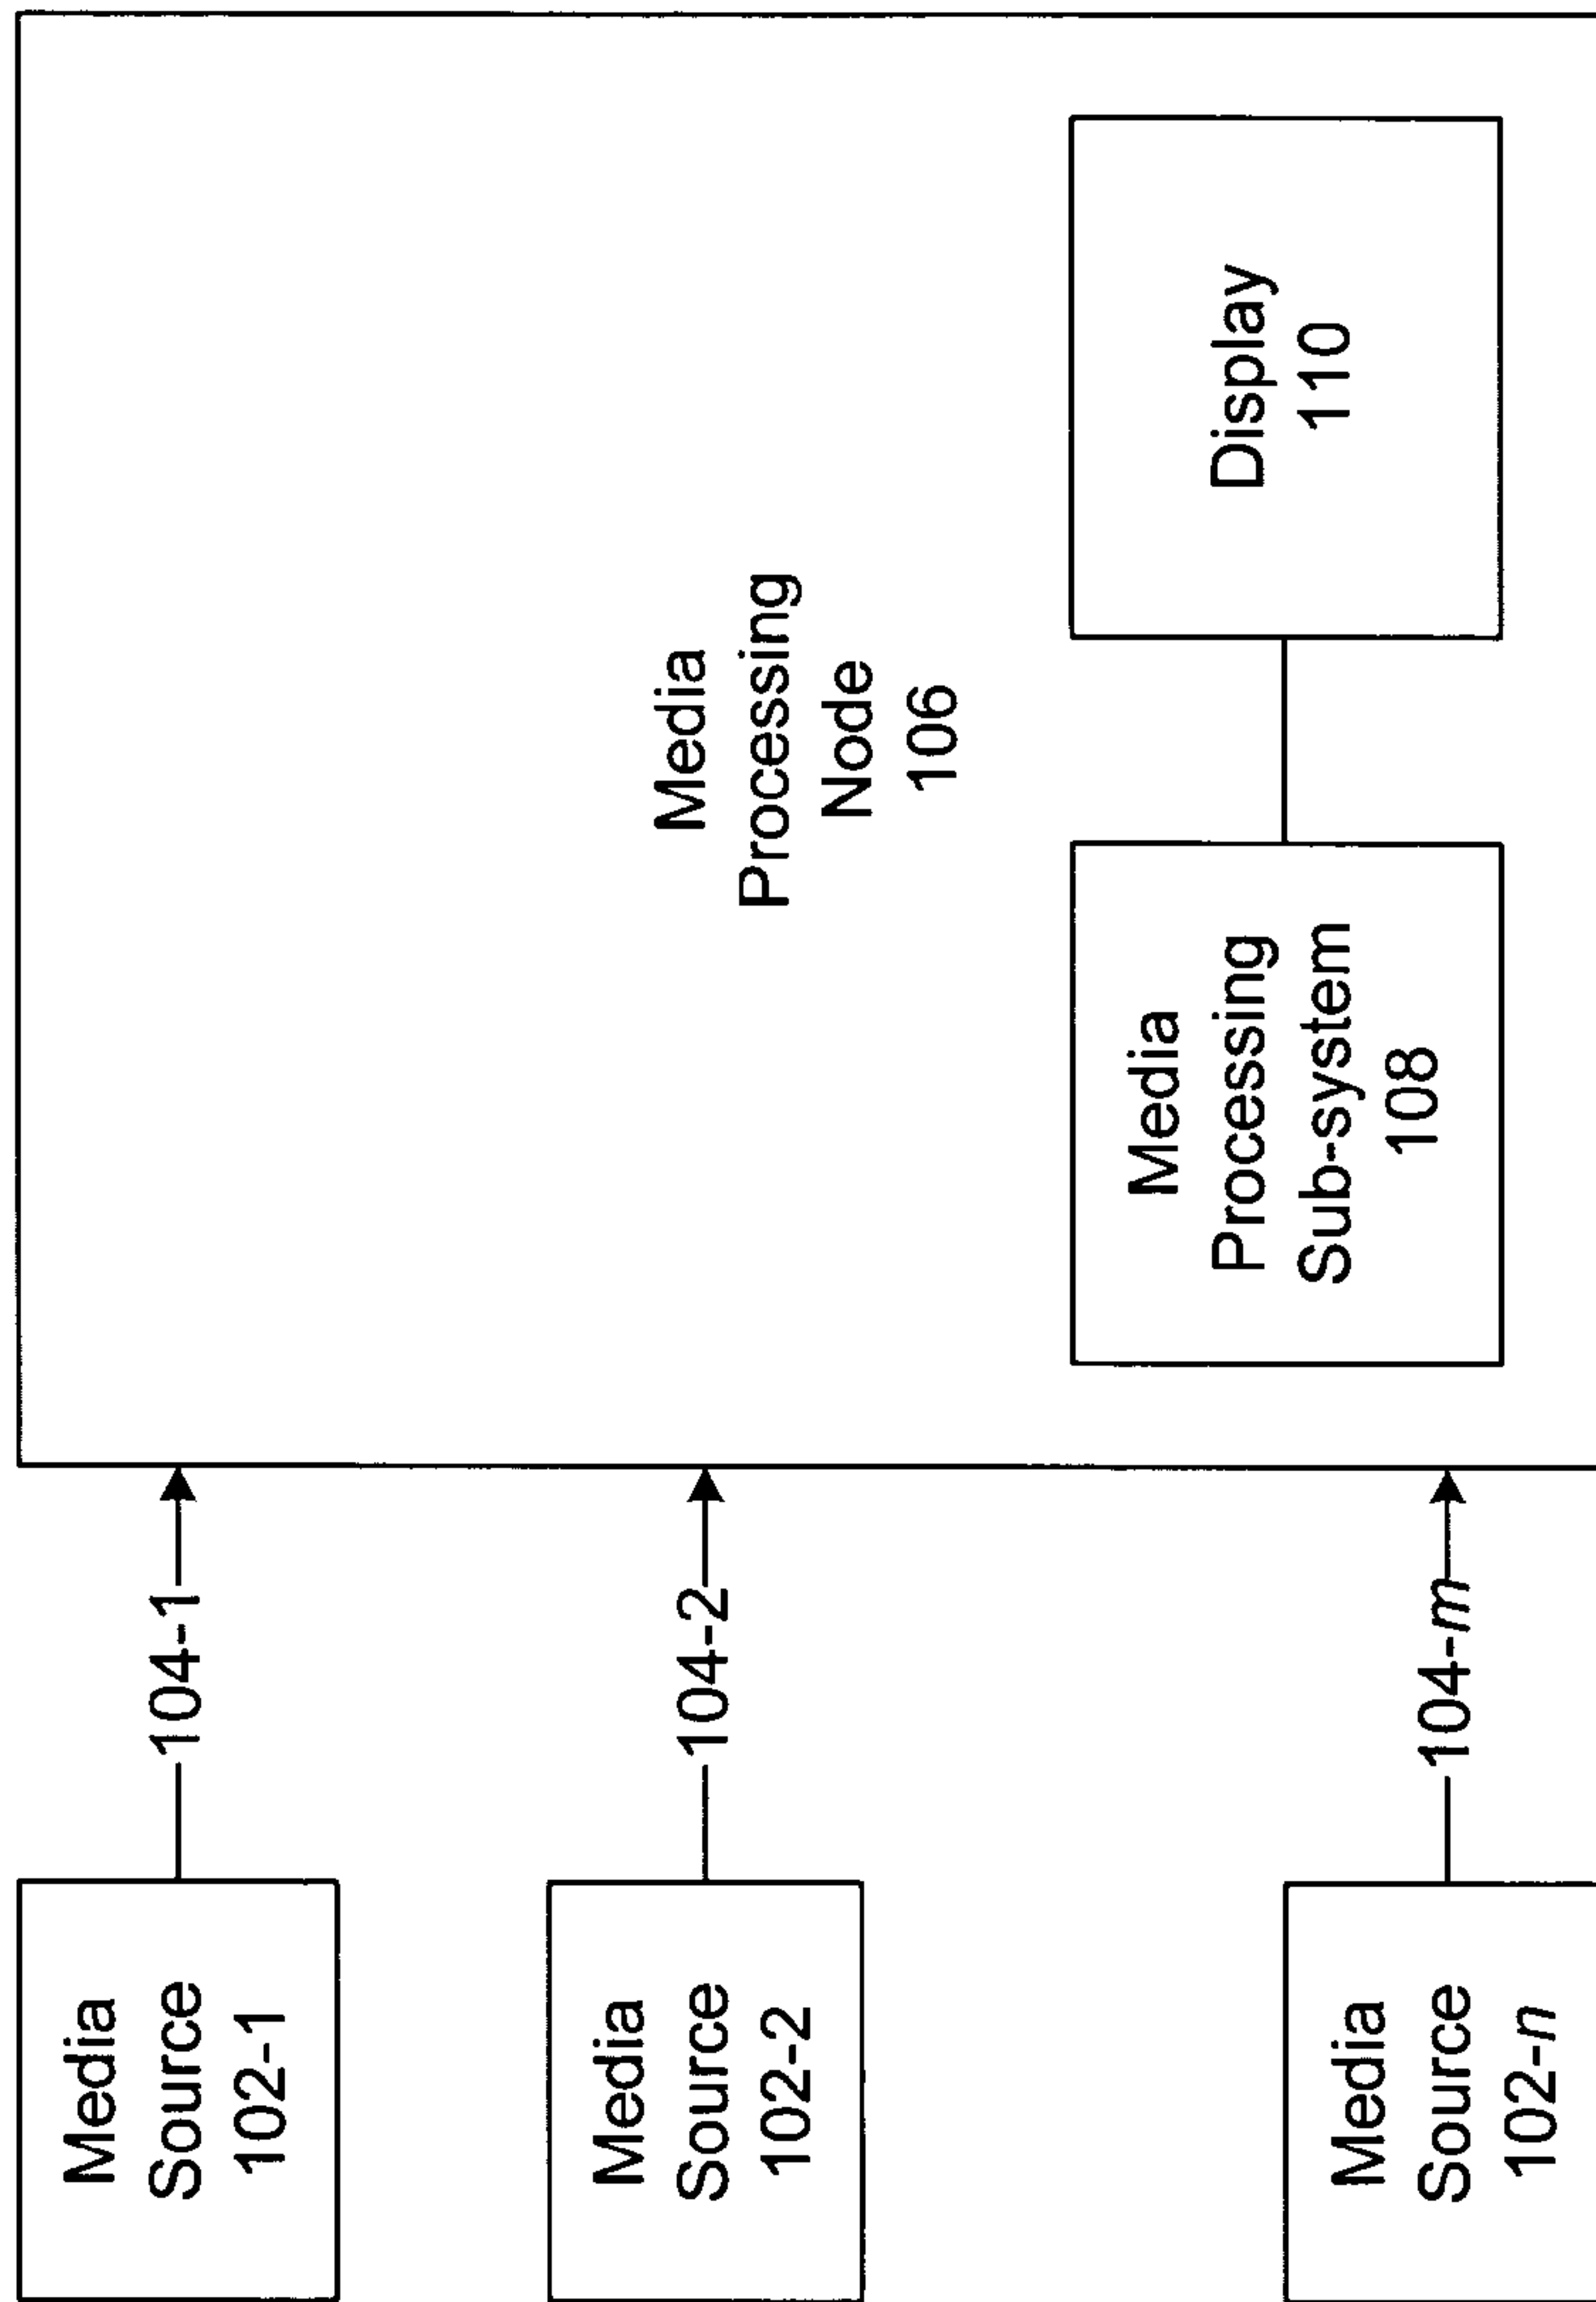 Media
Source
102-1
104-1
Media
Source
102-2
104-2
Media
Source
102-n
104-m
Media
Processing
Node
106
Media
Processing
Sub-system
108
Display
110